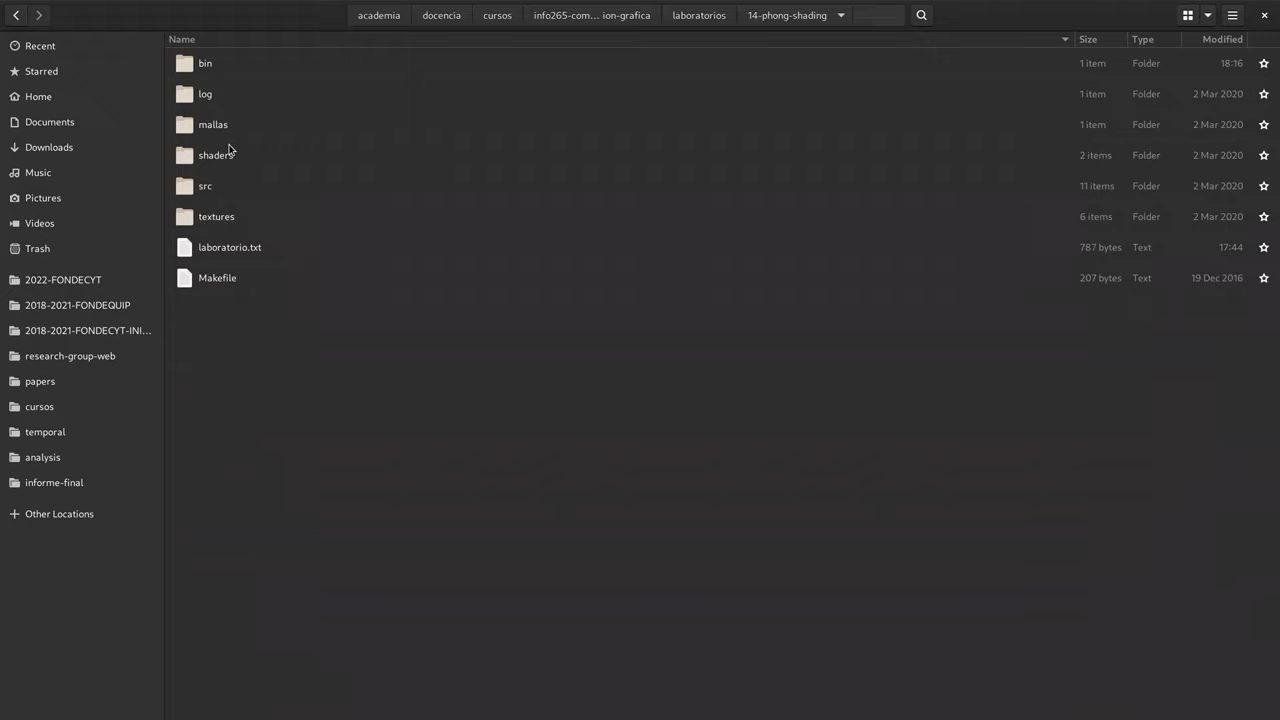 academia docencia cursos info265-com... ion-grafica laboratorios 14-phong-shading
Name Size Type Modified
Recent
Starred
Home
Documents
Downloads
Music
Pictures
Videos
Trash
2022-FONDECYT
2018-2021-FONDEQUIP
2018-2021-FONDECYT-INI...
research-group-web
papers
cursos
temporal
analysis
informe-final
Other Locations
bin 1 item Folder 18:16
log 1 item Folder 2 Mar 2020
mallas 1 item Folder 2 Mar 2020
shaders 2 items Folder 2 Mar 2020
src 11 items Folder 2 Mar 2020
textures 6 items Folder 2 Mar 2020
laboratorio.txt 787 bytes Text 17:44
Makefile 207 bytes Text 19 Dec 2016